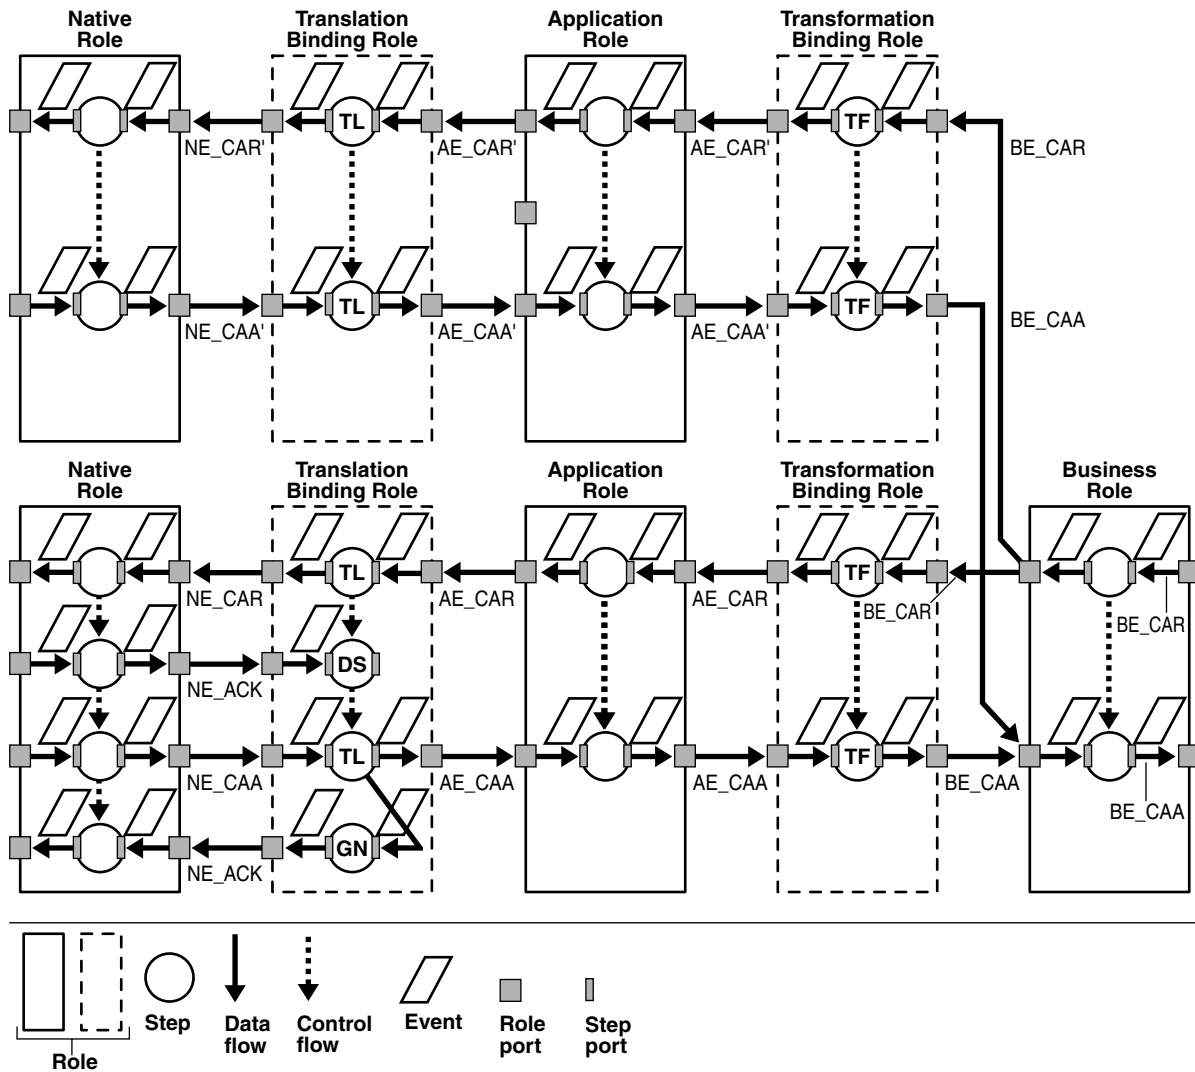 Native
Role
Translation
Binding Role
Application
Role
Transformation
Binding Role
TL
TF
NE_CAR'
AE_CAR'
AE_CAR'
BE_CAR
TL
TF
NE_CAA'
AE_CAA'
AE_CAA'
BE_CAA
Native
Role
Translation
Binding Role
Application
Role
Transformation
Binding Role
Business
Role
TL
TF
NE_CAR
AE_CAR
AE_CAR
BE_CAR
BE_CAR
DS
NE_ACK
TL
TF
NE_CAA
AE_CAA
AE_CAA
BE_CAA
BE_CAA
GN
NE_ACK
Role
Step
Data
flow
Control
flow
Event
Role
port
Step
port